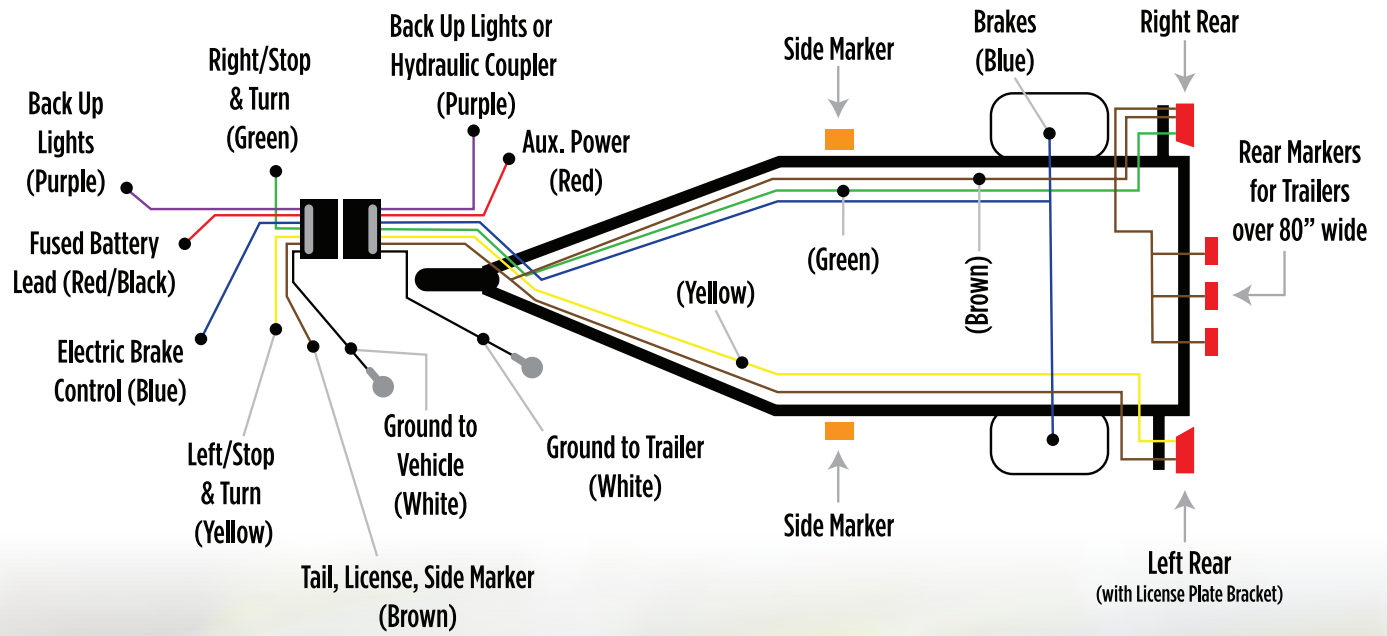 Back Up
Lights
(Purple)
Right/Stop
& Turn
(Green)
Back Up Lights or
Hydraulic Coupler
(Purple)
Aux. Power
(Red)
Side Marker
Brakes
(Blue)
Right Rear
Rear Markers
for Trailers
over 80” wide
Fused Battery
Lead (Red/Black)
Electric Brake
Control (Blue)
(Green)
(Brown)
(Yellow)
Left/Stop
& Turn
(Yellow)
Ground to
Vehicle
(White)
Ground to Trailer
(White)
Side Marker
Tail, License, Side Marker
(Brown)
Left Rear
(with License Plate Bracket)